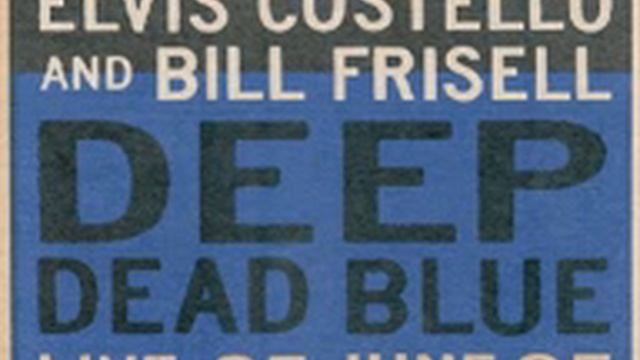 ELVIS COSTELLO
AND BILL FRISELL
DEEP
DEAD BLUE